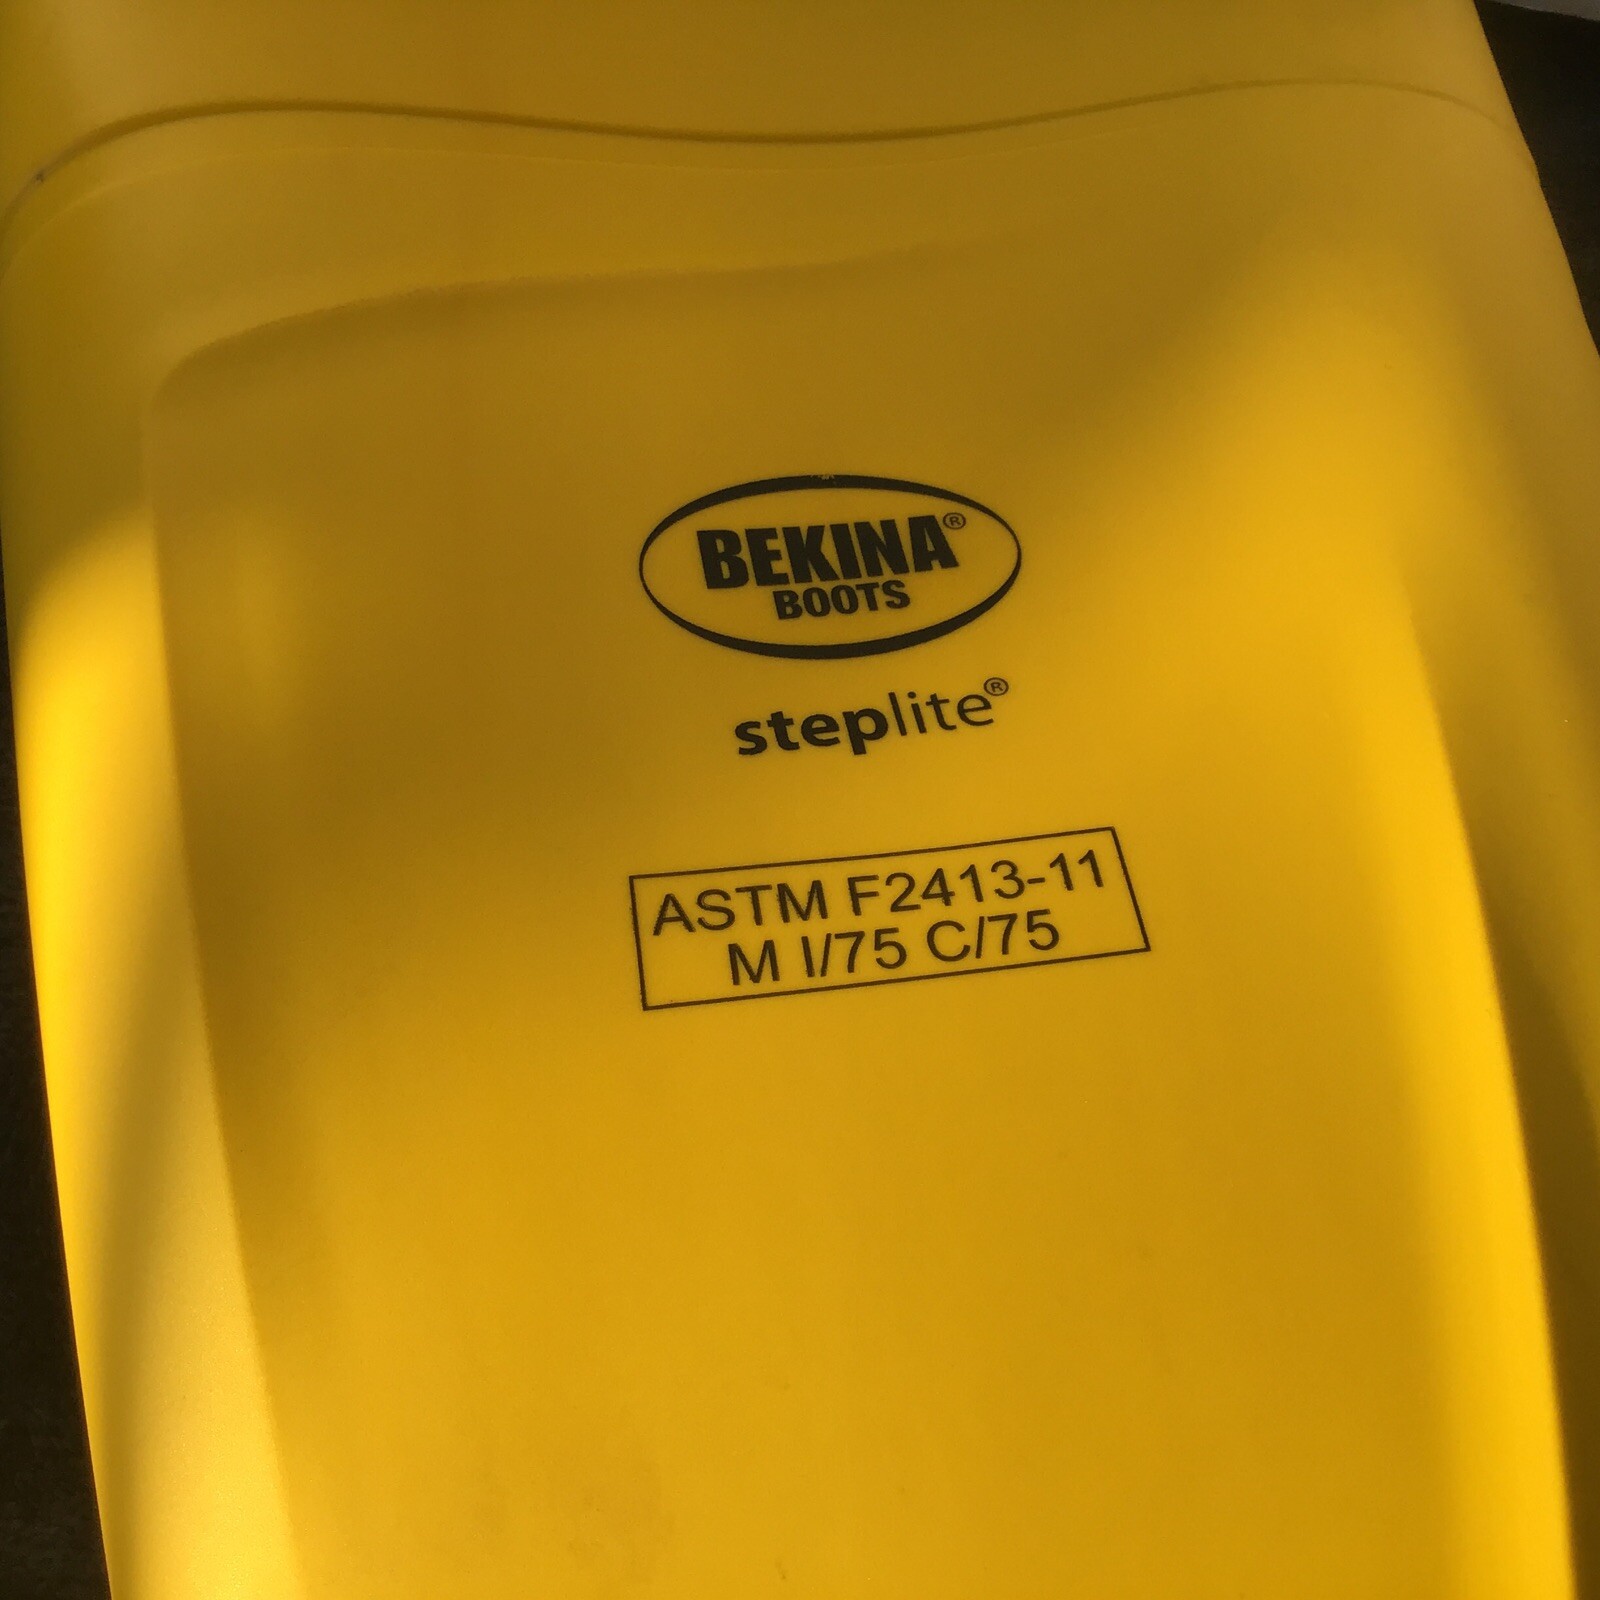 BEKINA®
BOOTS
steplite®
ASTM F2413-11
M I/75 C/75